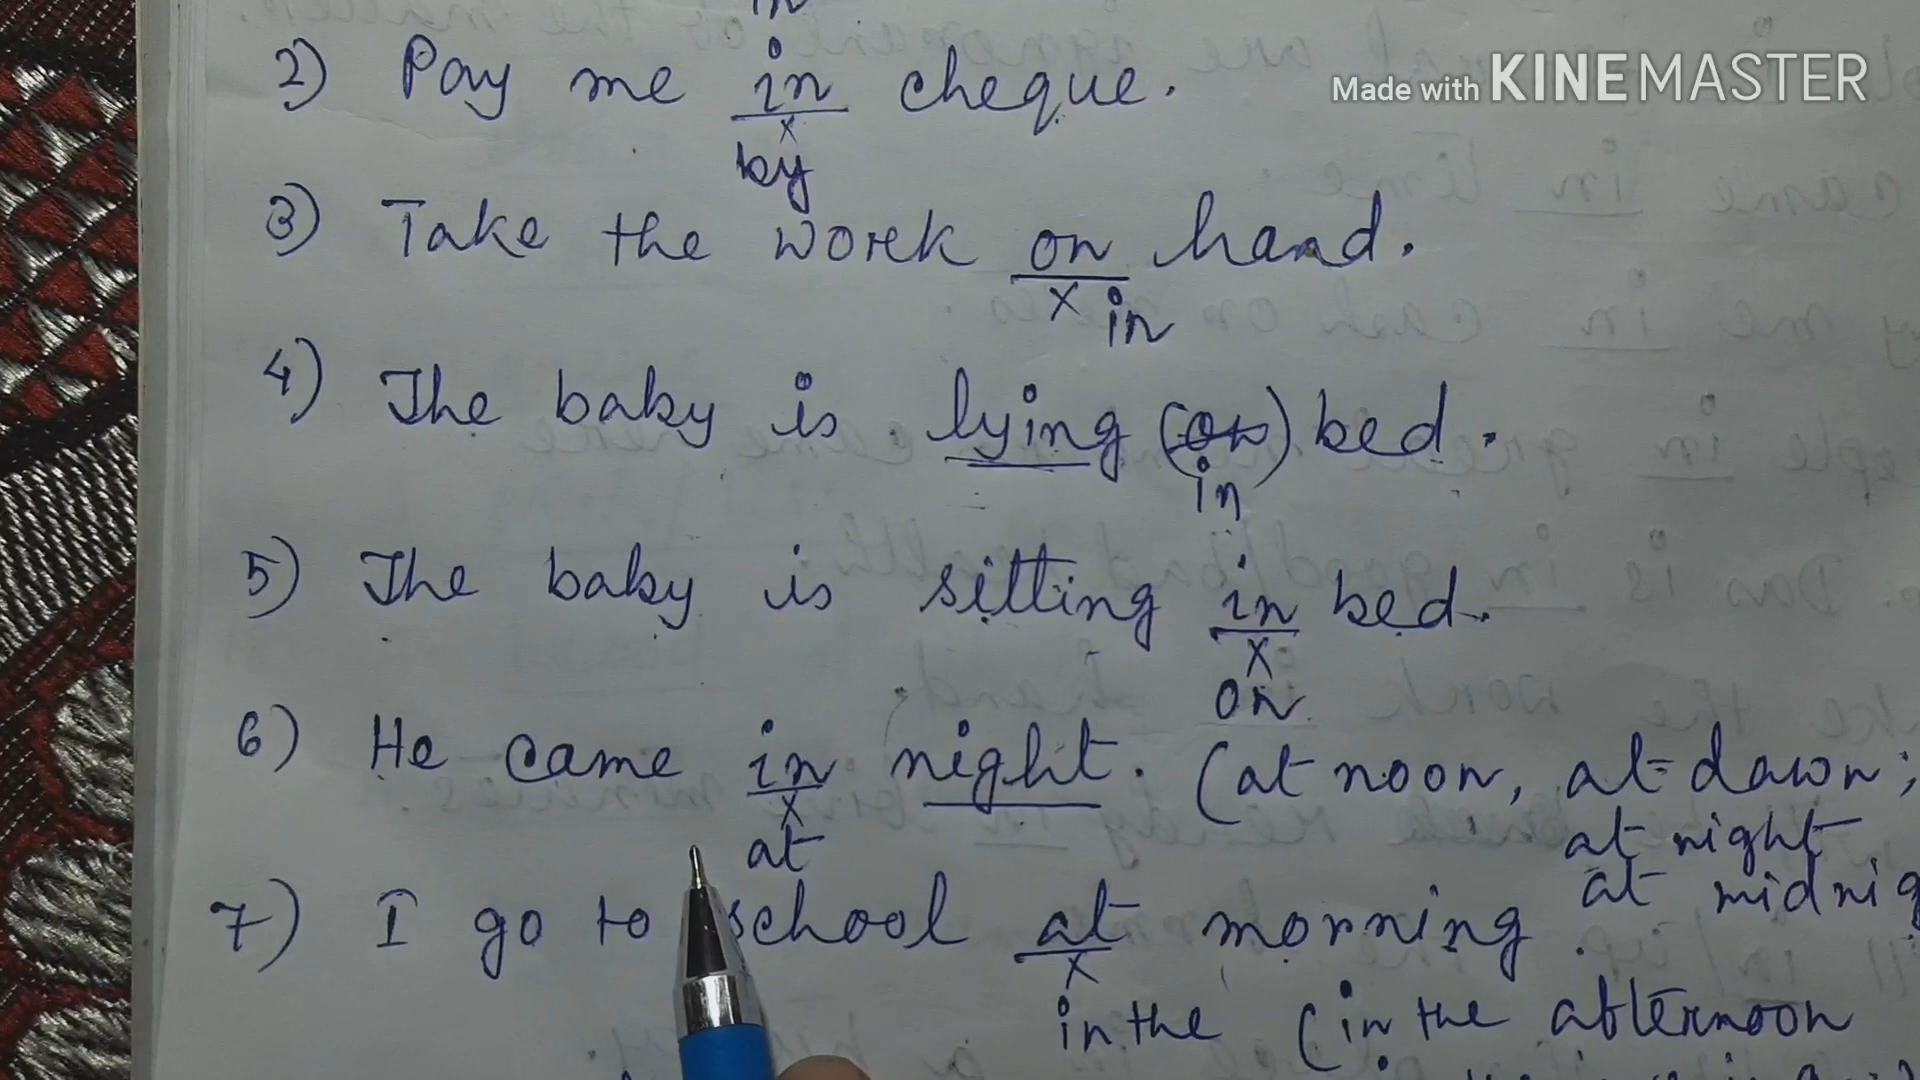 in
2) Pay me in cheque.
Made with KINEMASTER
x
by
3) Take the work on hand.
x in
4) The baby is lying (on) bed.
in
5) The baby is sitting in bed.
x
on
6) He came in night. (at noon, at dawn;
x
at
at night
7) I go to school at morning.
at midnig
x
in the (in the afternoon